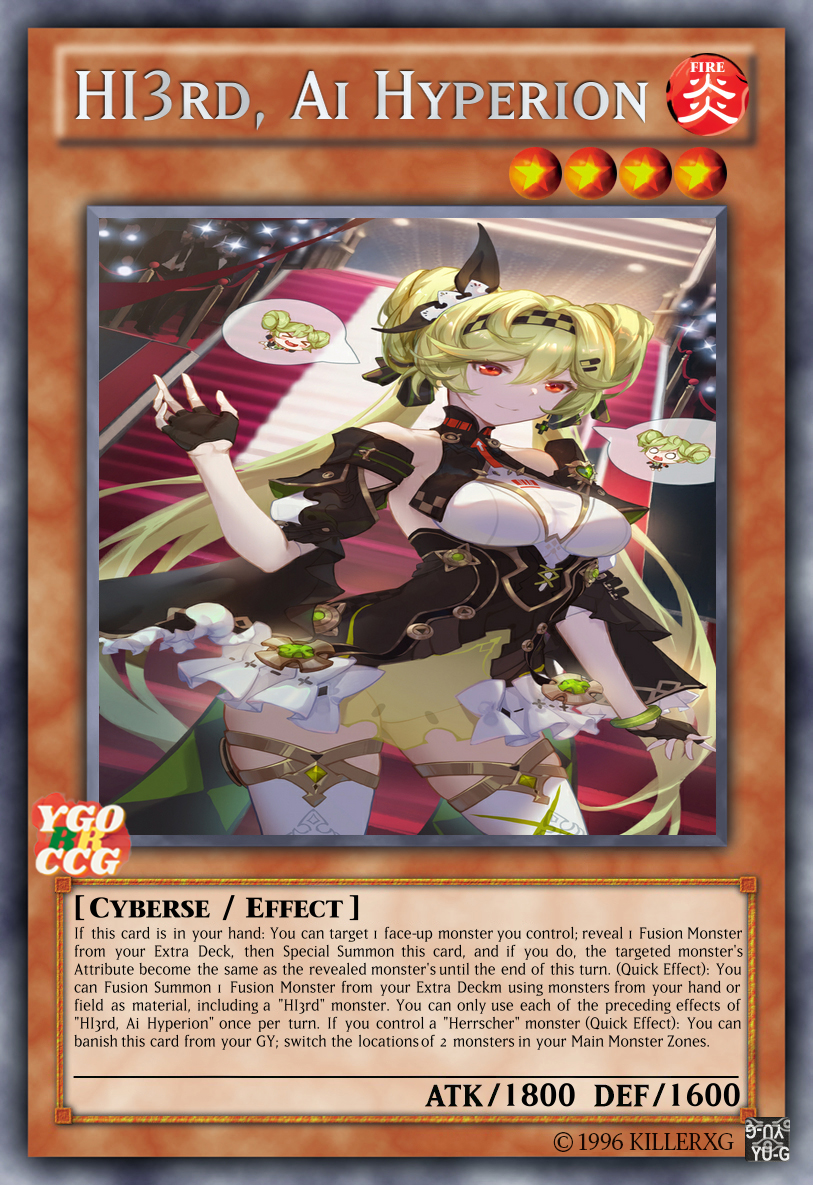 HI3rd, Ai Hyperion
FIRE
炎
YGO
RR
CCG
[ Cyberse / Effect ]
If this card is in your hand: You can target 1 face-up monster you control; reveal 1 Fusion Monster
from your Extra Deck, then Special Summon this card, and if you do, the targeted monster's
Attribute become the same as the revealed monster's until the end of this turn. (Quick Effect): You
can Fusion Summon 1 Fusion Monster from your Extra Deckm using monsters from your hand or
field as material, including a "HI3rd" monster. You can only use each of the preceding effects of
"HI3rd, Ai Hyperion" once per turn. If you control a "Herrscher" monster (Quick Effect): You can
banish this card from your GY; switch the locations of 2 monsters in your Main Monster Zones.
ATK/1800 DEF/1600
© 1996 KILLERXG
YU-G